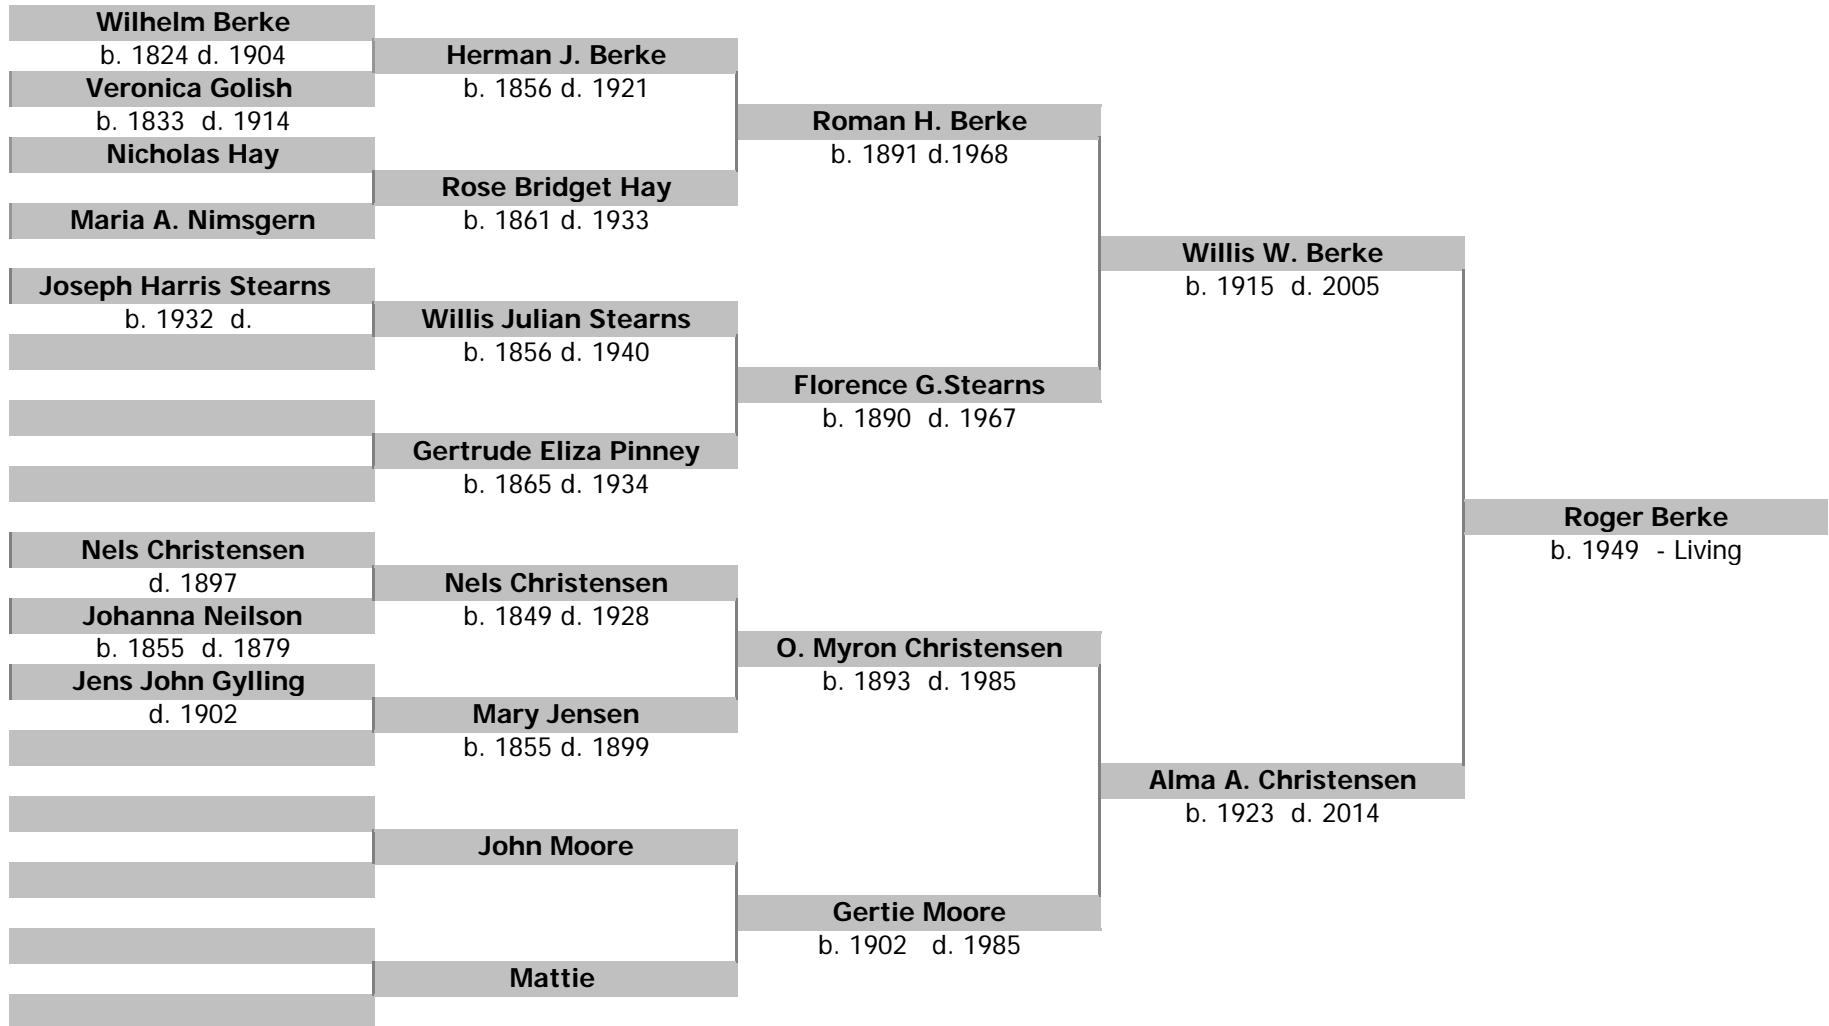 Wilhelm Berke
b. 1824 d. 1904
Veronica Golish
b. 1833 d. 1914
Nicholas Hay
Maria A. Nimsgern
Joseph Harris Stearns
b. 1932 d.
Nels Christensen
d. 1897
Johanna Neilson
b. 1855 d. 1879
Jens John Gylling
d. 1902
Herman J. Berke
b. 1856 d. 1921
Rose Bridget Hay
b. 1861 d. 1933
Willis Julian Stearns
b. 1856 d. 1940
Gertrude Eliza Pinney
b. 1865 d. 1934
Nels Christensen
b. 1849 d. 1928
Mary Jensen
b. 1855 d. 1899
John Moore
Mattie
Roman H. Berke
b. 1891 d.1968
Florence G.Stearns
b. 1890 d. 1967
O. Myron Christensen
b. 1893 d. 1985
Gertie Moore
b. 1902 d. 1985
Willis W. Berke
b. 1915 d. 2005
Alma A. Christensen
b. 1923 d. 2014
Roger Berke
b. 1949 - Living